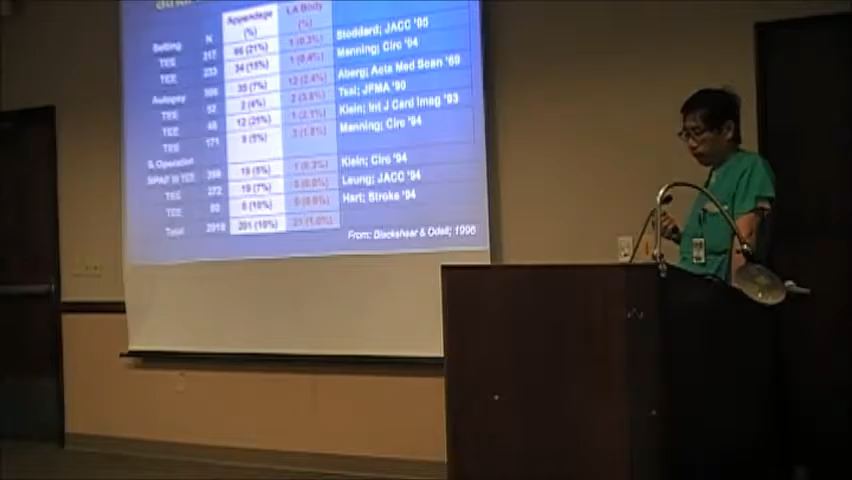 Appendage LA Body
(%) (%)
Setting N
TEE 317 66 (21%) 1 (0.3%) Stoddard; JACC '95
TEE 233 34 (15%) 1 (0.4%) Manning; Circ '94
Autopsy 35 (7%) 12 (2.4%) Aberg; Acta Med Scan '69
TEE 52 2 (4%) 2 (3.8%) Tsai; JFMA '90
TEE 48 12 (25%) 1 (2.1%) Klein; Int J Card Imag '93
TEE 171 9 (5%) 3 (1.8%) Manning; Circ '94
& Operation
SPAF III TEE 359 19 (5%) 1 (0.3%) Klein; Circ '94
TEE 272 19 (7%) 0 (0.0%) Leung; JACC '94
TEE 60 6 (10%) 0 (0.0%) Hart; Stroke '94
Total 201 (10%) 21 (1.0%)
From: Blackshear & Odell; 1996